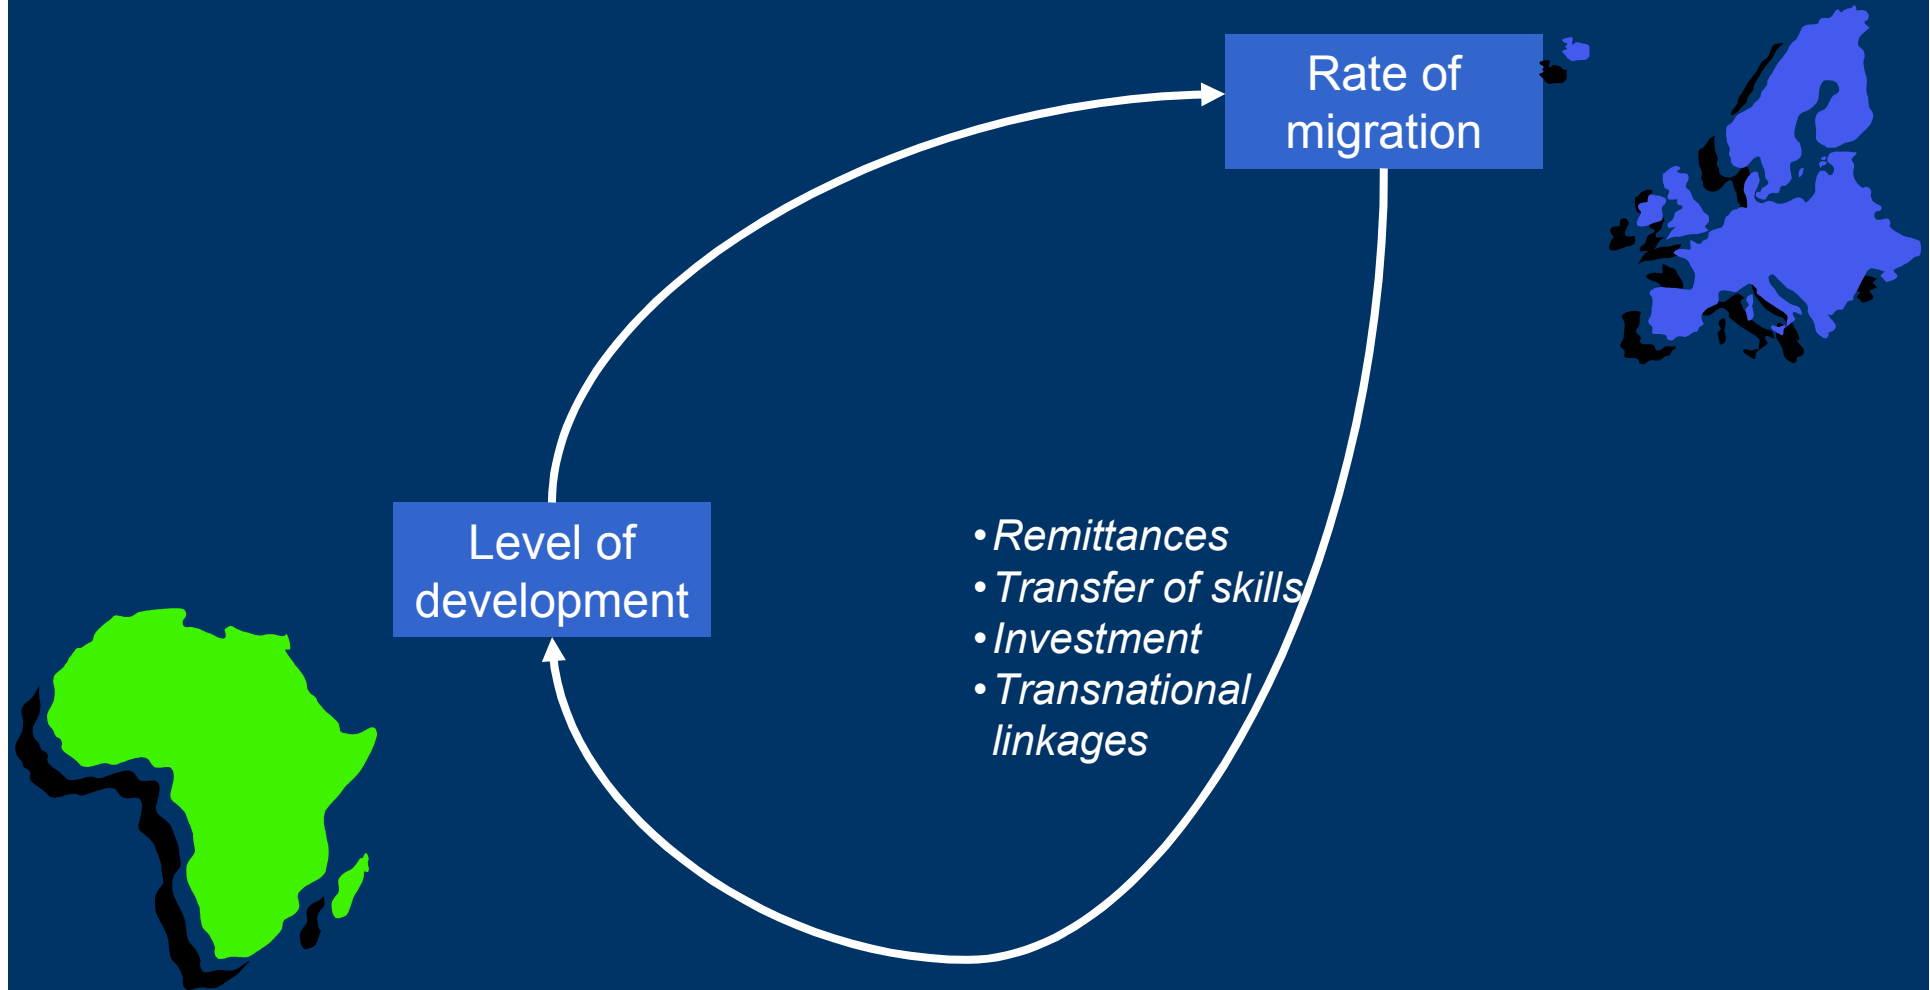 Rate of
migration
Level of
development
•Remittances
•Transfer of skills
•Investment
•Transnational
linkages